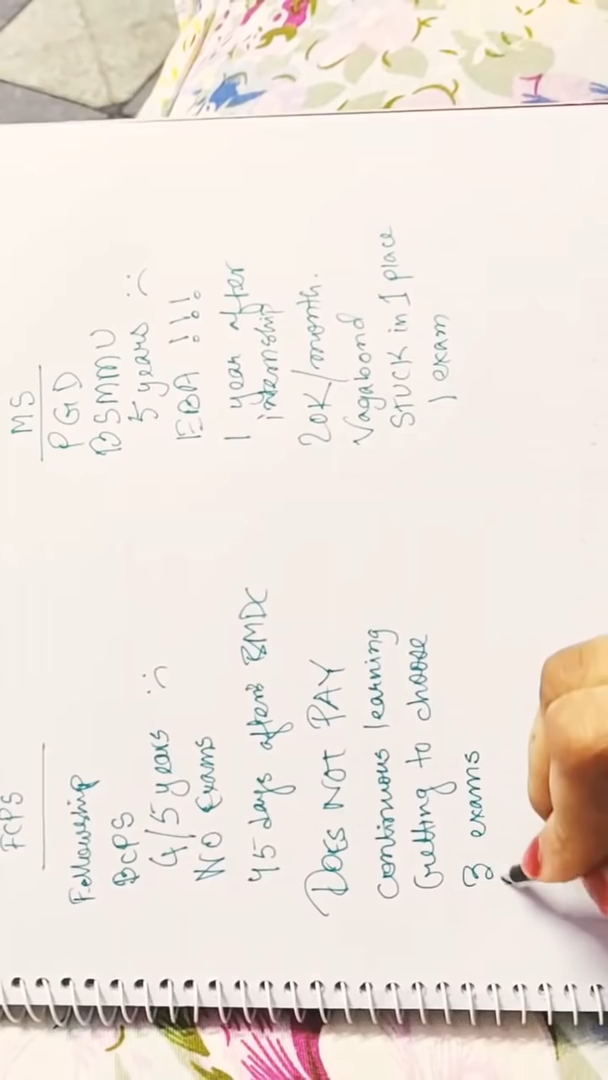 FCPS
Fellowship
BCPS
4/5 years :(
NO Exams
45 days after BMDC
DOES NOT PAY
continuous learning
Getting to choose
3 exams
MS
PGD
BSMMU
5 years :(
EBA !!!
1 year after
internship
20K/month.
Vagabond
STUCK in 1 place
1 exam